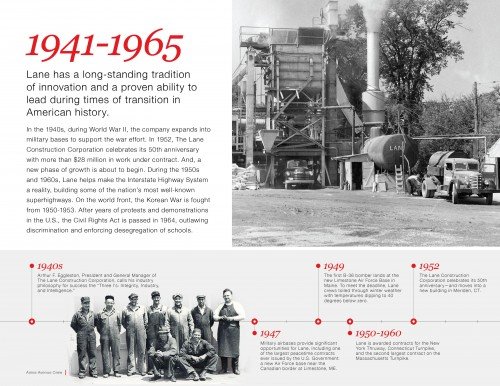 1941-1965
Lane has a long-standing tradition
of innovation and a proven ability to
lead during times of transition in
American history.
In the 1940s, during World War II, the company expands into
military bases to support the war effort. In 1952, The Lane
Construction Corporation celebrates its 50th anniversary
with more than $28 million in work under contract. And, a
new phase of growth is about to begin. During the 1950s
and 1960s, Lane helps make the Interstate Highway System
a reality, building some of the nation's most well-known
superhighways. On the world front, the Korean War is fought
from 1950-1953. After years of protests and demonstrations
in the U.S., the Civil Rights Act is passed in 1964, outlawing
discrimination and enforcing desegregation of schools.
LANE
1940s
Arthur F. Eggleston, President and General Manager of
The Lane Construction Corporation, calls his industry
philosophy for success the "Three I's: Integrity, Industry,
and Intelligence."
1949
The first B-36 bomber lands at the
new Limestone Air Force Base in
Maine. To meet the deadline, Lane
crews toiled through winter weather
with temperatures dipping to 40
degrees below zero.
1952
The Lane Construction
Corporation celebrates its 50th
anniversary—and moves into a
new building in Meriden, CT.
1947
Military airbases provide significant
opportunities for Lane, including one
of the largest peacetime contracts
ever issued by the U.S. Government:
a new Air Force base near the
Canadian border at Limestone, ME.
1950-1960
Lane is awarded contracts for the New
York Thruway, Connecticut Turnpike,
and the second largest contract on the
Massachusetts Turnpike.
Crew